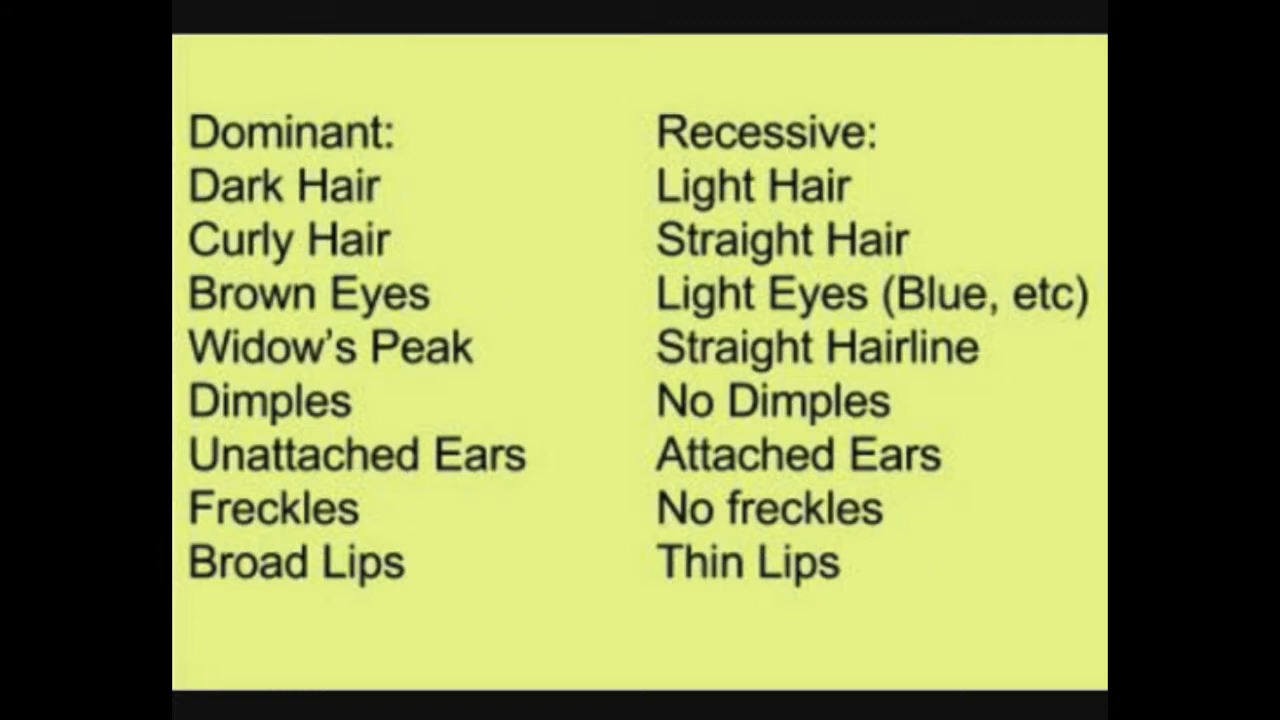 Dominant:
Dark Hair
Curly Hair
Brown Eyes
Widow's Peak
Dimples
Unattached Ears
Freckles
Broad Lips
Recessive:
Light Hair
Straight Hair
Light Eyes (Blue, etc)
Straight Hairline
No Dimples
Attached Ears
No freckles
Thin Lips